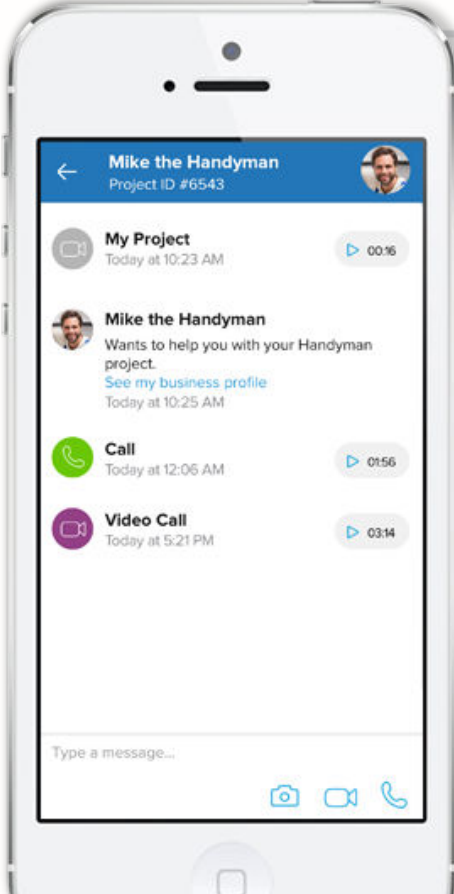 Mike the Handyman
Project ID #6543
My Project
Today at 10:23 AM
00:16
Mike the Handyman
Wants to help you with your Handyman
project.
See my business profile
Today at 10:25 AM
Call
Today at 12:06 AM
01:56
Video Call
Today at 5:21 PM
03:14
Type a message...